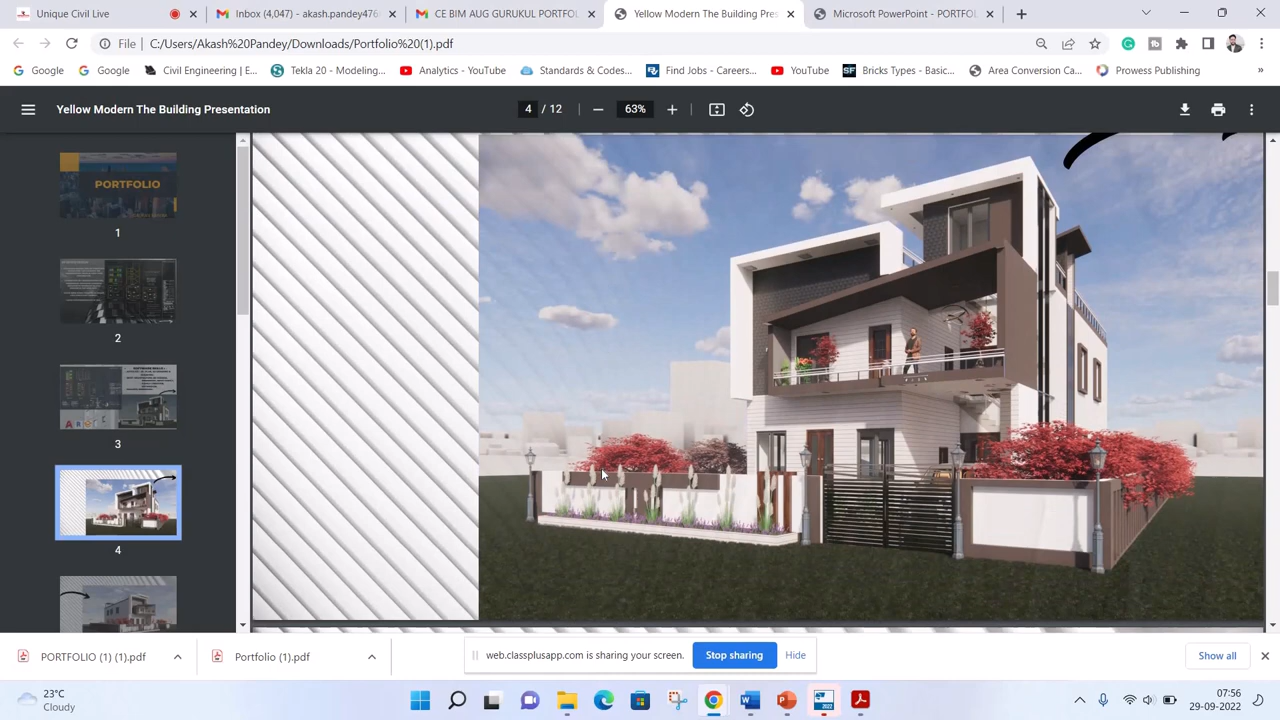 Unique Civil Live
Inbox (4,047) - akash.pandey476
CE BIM AUG GURUKUL PORTFOL
Yellow Modern The Building Pres
Microsoft PowerPoint - PORTFOL
File
C:/Users/Akash%20Pandey/Downloads/Portfolio%20(1).pdf
Google
Google
Civil Engineering | E...
Tekla 20 - Modeling...
Analytics - YouTube
Standards & Codes...
Find Jobs - Careers...
YouTube
Bricks Types - Basic...
Area Conversion Ca...
Prowess Publishing
Yellow Modern The Building Presentation
4 / 12
63%
PORTFOLIO
1
2
3
4
PORTFOLIO (1) (1).pdf
Portfolio (1).pdf
web.classplusapp.com is sharing your screen.
Stop sharing
Hide
Show all
23°C
Cloudy
07:56
29-09-2022